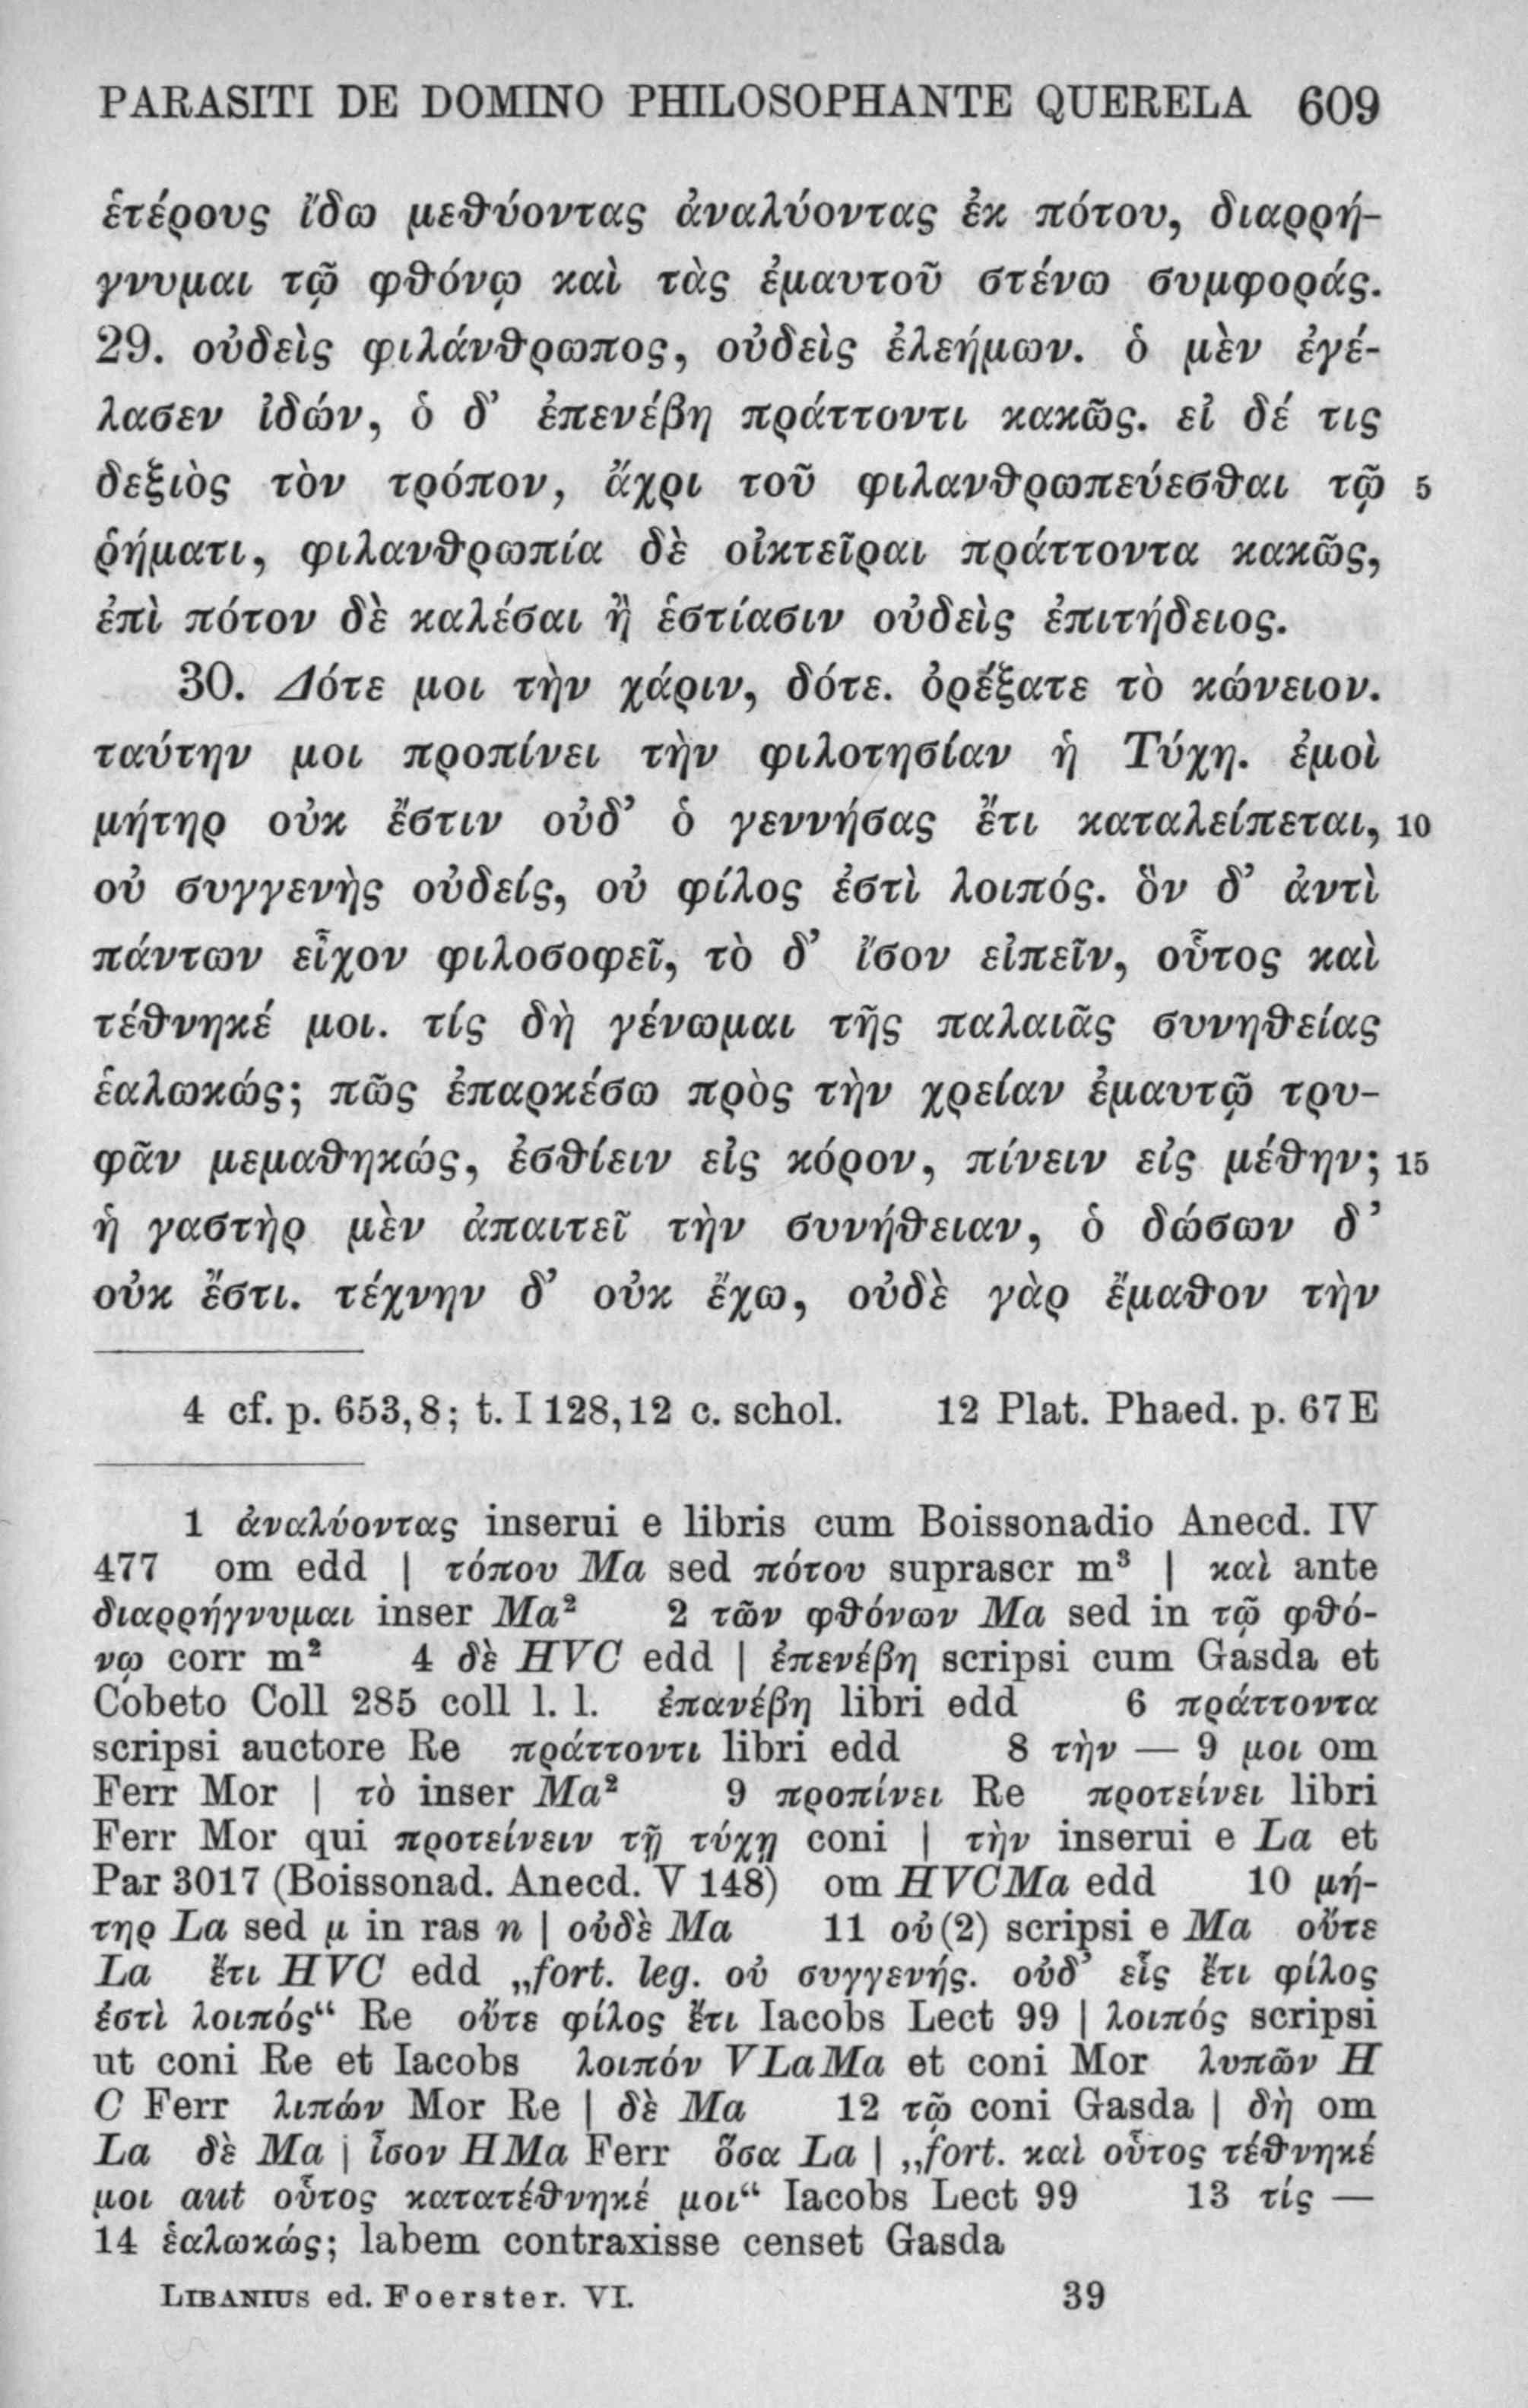 PARASITI DE DOMINO PHILOSOPHANTE QUERELA 609
ἑτέρους ἴδω μεθύοντας ἀναλύοντας ἐκ πότου, διαρρή-
γνυμαι τῷ φθόνῳ καὶ τὰς ἐμαυτοῦ στένω συμφοράς.
29. οὐδεὶς φιλάνθρωπος, οὐδεὶς ἐλεήμων. ὁ μὲν ἐγέ-
λασεν ἰδών, ὁ δ’ ἐπενέβη πράττοντι κακῶς. εἰ δέ τις
δεξιὸς τὸν τρόπον, ἄχρι τοῦ φιλανθρωπεύεσθαι τῷ 5
ῥήματι, φιλανθρωπία δὲ οἰκτεῖραι πράττοντα κακῶς,
ἐπὶ πότον δὲ καλέσαι ἢ ἑστίασιν οὐδεὶς ἐπιτήδειος.
30. Δότε μοι τὴν χάριν, δότε. ὀρέξατε τὸ κώνειον.
ταύτην μοι προπίνει τὴν φιλοτησίαν ἡ Τύχη. ἐμοὶ
μήτηρ οὐκ ἔστιν οὐδ’ ὁ γεννήσας ἔτι καταλείπεται, 10
οὐ συγγενὴς οὐδείς, οὐ φίλος ἐστὶ λοιπός. ὃν δ’ ἀντὶ
πάντων εἶχον φιλοσοφεῖ, τὸ δ’ ἴσον εἰπεῖν, οὗτος καὶ
τέθνηκέ μοι. τίς δὴ γένωμαι τῆς παλαιᾶς συνηθείας
ἑαλωκώς; πῶς ἐπαρκέσω πρὸς τὴν χρείαν ἐμαυτῷ τρυ-
φᾶν μεμαθηκώς, ἐσθίειν εἰς κόρον, πίνειν εἰς μέθην; 15
ἡ γαστὴρ μὲν ἀπαιτεῖ τὴν συνήθειαν, ὁ δώσων δ’
οὐκ ἔστι. τέχνην δ’ οὐκ ἔχω, οὐδὲ γὰρ ἔμαθον τὴν
4 cf. p. 653,8; t. I 128,12 c. schol. 12 Plat. Phaed. p. 67 E
1 ἀναλύοντας inserui e libris cum Boissonadio Anecd. IV
477 om edd | τόπου Ma sed πότου suprascr m³ | καὶ ante
διαρρήγνυμαι inser Ma² 2 τῶν φθόνων Ma sed in τῷ φθό-
νῳ corr m² 4 δὲ HVC edd | ἐπενέβη scripsi cum Gasda et
Cobeto Coll 285 coll l. l. ἐπανέβη libri edd 6 πράττοντα
scripsi auctore Re πράττοντι libri edd 8 τὴν — 9 μοι om
Ferr Mor | τὸ inser Ma² 9 προπίνει Re προτείνει libri
Ferr Mor qui προτείνειν τῇ τύχῃ coni | τὴν inserui e La et
Par 3017 (Boissonad. Anecd. V 148) om HVCMa edd 10 μή-
τηρ La sed μ in ras n | οὐδὲ Ma 11 οὐ(2) scripsi e Ma οὔτε
La ἔτι HVC edd „fort. leg. οὐ συγγενής. οὐδ’ εἷς ἔτι φίλος
ἐστὶ λοιπός“ Re οὔτε φίλος ἔτι Iacobs Lect 99 | λοιπός scripsi
ut coni Re et Iacobs λοιπόν VLaMa et coni Mor λυπῶν H
C Ferr λιπών Mor Re | δὲ Ma 12 τῷ coni Gasda | δὴ om
La δὲ Ma | ἶσον HMa Ferr ὅσα La | „fort. καὶ οὗτος τέθνηκέ
μοι aut οὗτος κατατέθνηκέ μοι“ Iacobs Lect 99 13 τίς —
14 ἑαλωκώς; labem contraxisse censet Gasda
LIBANIUS ed. Foerster. VI. 39